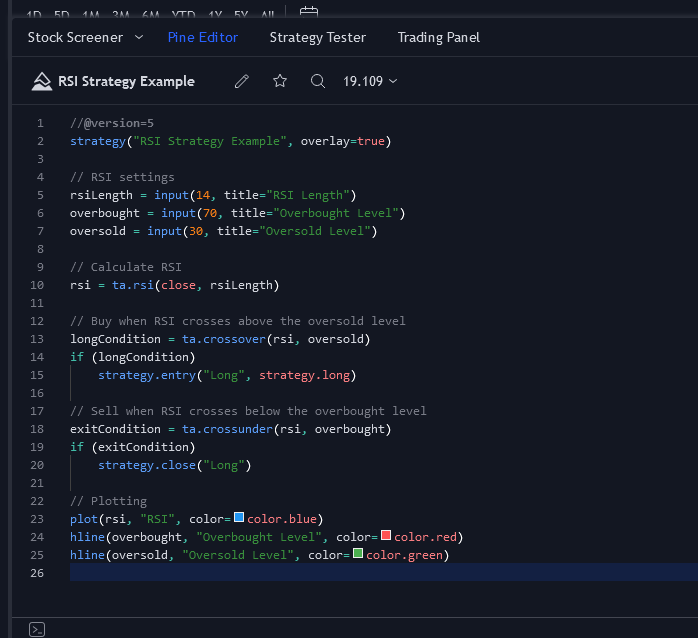 1D 5D 1M 3M 6M YTD 1Y 5Y All
Stock Screener Pine Editor Strategy Tester Trading Panel
RSI Strategy Example 19.109
1 //@version=5
2 strategy("RSI Strategy Example", overlay=true)
3
4 // RSI settings
5 rsiLength = input(14, title="RSI Length")
6 overbought = input(70, title="Overbought Level")
7 oversold = input(30, title="Oversold Level")
8
9 // Calculate RSI
10 rsi = ta.rsi(close, rsiLength)
11
12 // Buy when RSI crosses above the oversold level
13 longCondition = ta.crossover(rsi, oversold)
14 if (longCondition)
15     strategy.entry("Long", strategy.long)
16
17 // Sell when RSI crosses below the overbought level
18 exitCondition = ta.crossunder(rsi, overbought)
19 if (exitCondition)
20     strategy.close("Long")
21
22 // Plotting
23 plot(rsi, "RSI", color=color.blue)
24 hline(overbought, "Overbought Level", color=color.red)
25 hline(oversold, "Oversold Level", color=color.green)
26